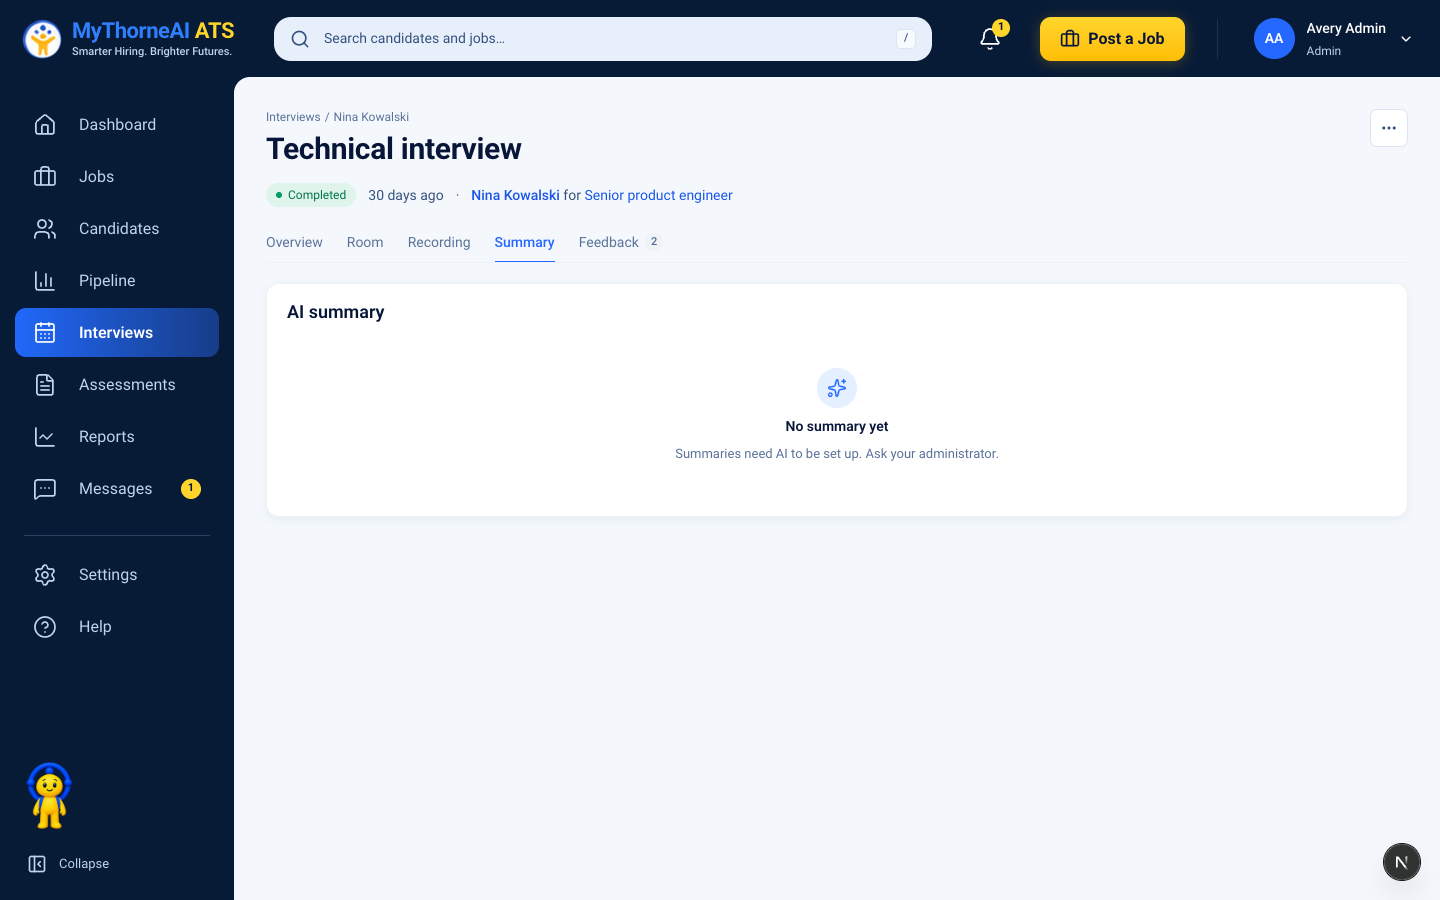 MyThorneAI ATS
Smarter Hiring. Brighter Futures.
Search candidates and jobs…
/
1
Post a Job
AA
Avery Admin
Admin
Dashboard
Jobs
Candidates
Pipeline
Interviews
Assessments
Reports
Messages
1
Settings
Help
Collapse
Interviews / Nina Kowalski
Technical interview
Completed
30 days ago · Nina Kowalski for Senior product engineer
Overview
Room
Recording
Summary
Feedback 2
AI summary
No summary yet
Summaries need AI to be set up. Ask your administrator.
N